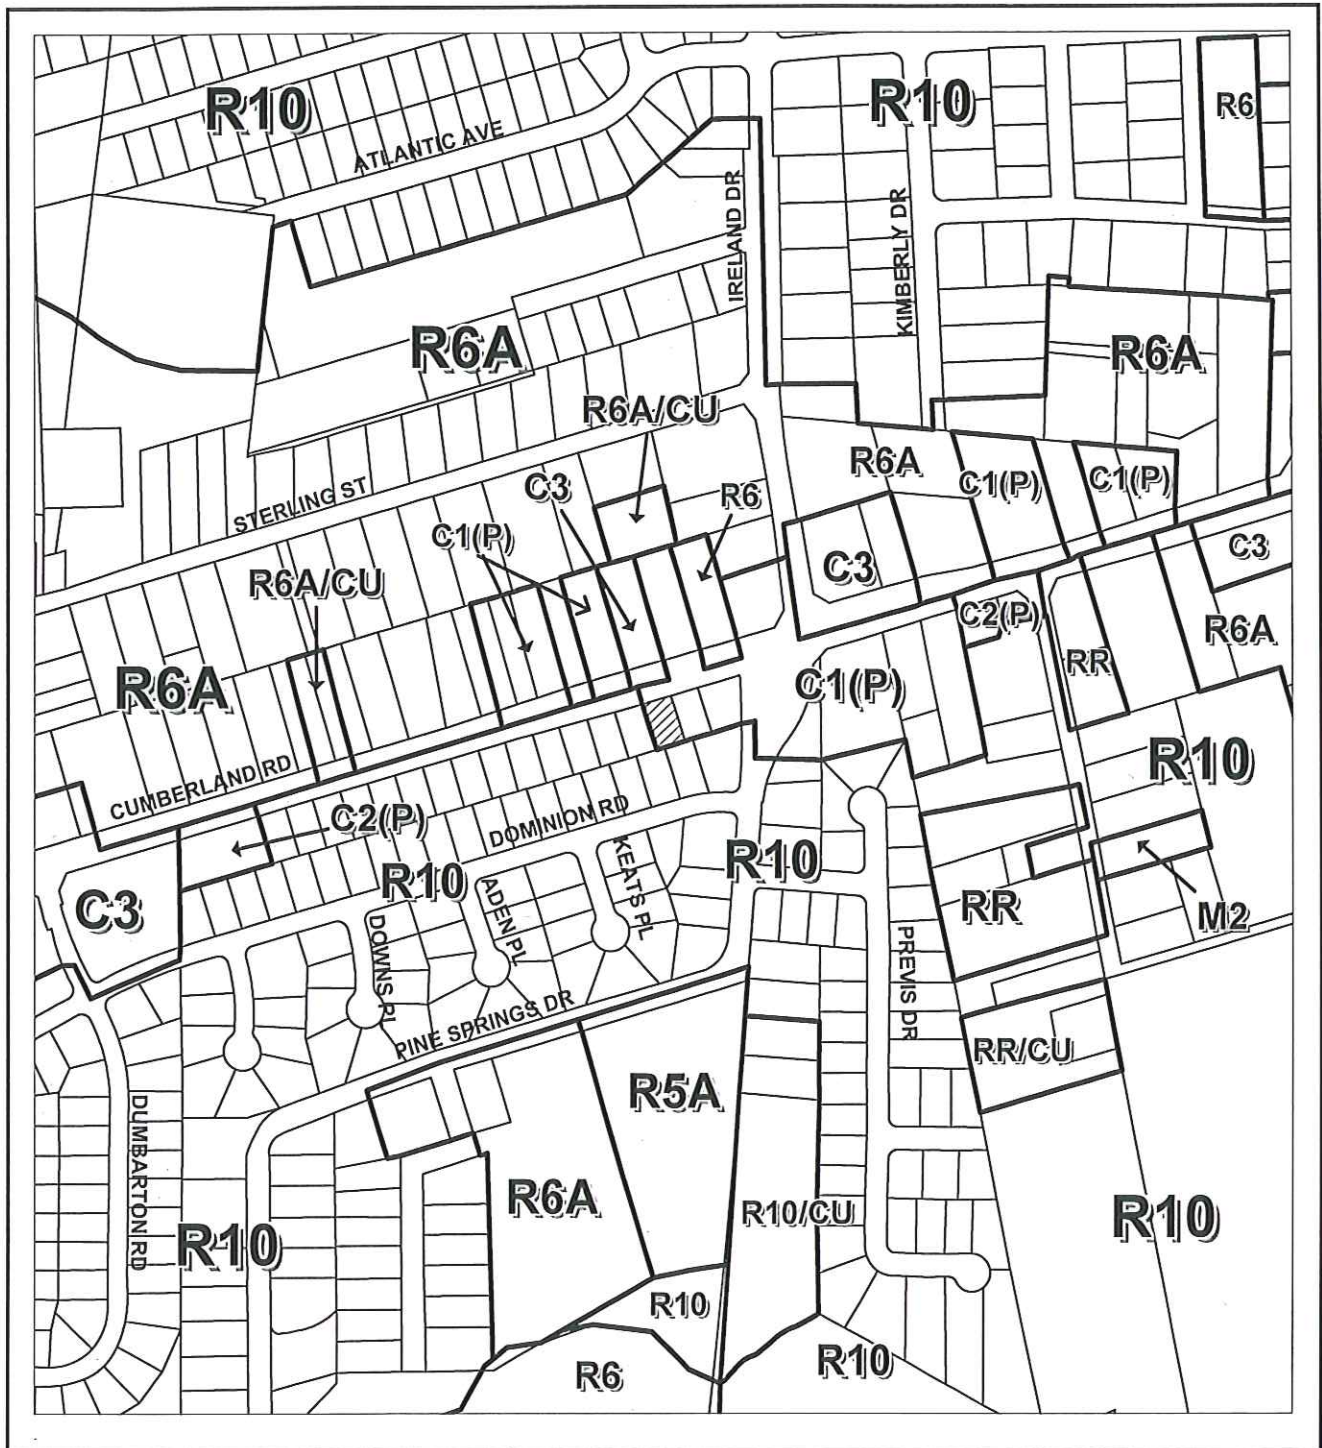 R10
R10
R6
ATLANTIC AVE
IRELAND DR
KIMBERLY DR
R6A
R6A
R6A/CU
R6A
C1(P)
C1(P)
C3
R6
STERLING ST
C1(P)
C3
C3
R6A/CU
C2(P)
R6A
RR
R6A
C1(P)
R10
CUMBERLAND RD
C2(P)
DOMINION RD
R10
KEATS PL
R10
ADEN PL
C3
RR
M2
DOWNS PL
PREVIS DR
PINE SPRINGS DR
RR/CU
R5A
DUMBARTON RD
R6A
R10/CU
R10
R10
R10
R10
R6